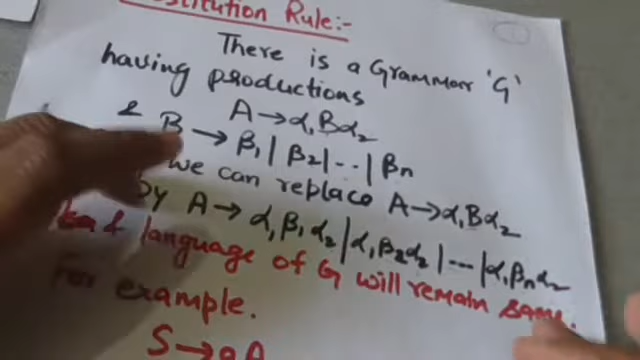 Rule:-
There is a Grammar 'G'
having productions
A→α₁Bα₂
& B→β₁|β₂|--|βn
we can replace A→α₁Bα₂
by A→α₁β₁α₂|α₁β₂α₂|---|α₁βnα₂
& language of G will remain same.
For example.
S→aA